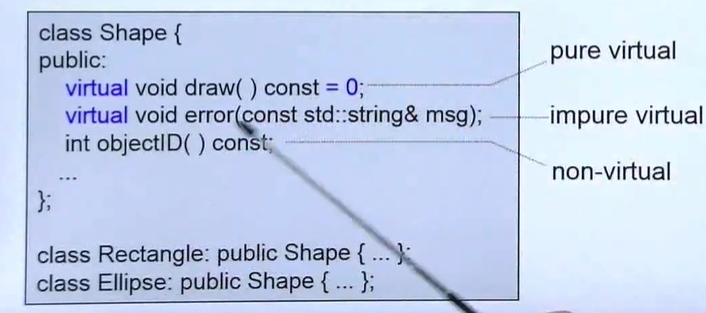 class Shape {
public:
virtual void draw( ) const = 0;
pure virtual
virtual void error(const std::string& msg);
impure virtual
int objectID( ) const;
non-virtual
...
};
class Rectangle: public Shape { ... };
class Ellipse: public Shape { ... };